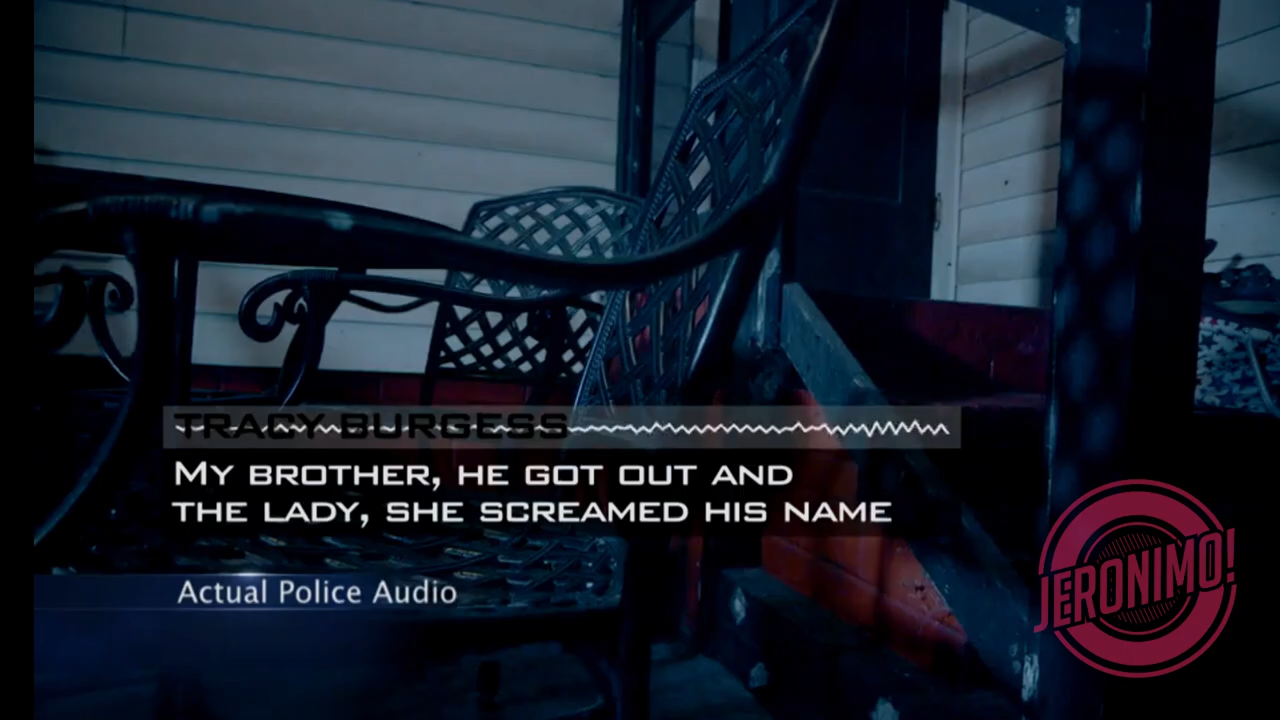 TRACY BURGESS
MY BROTHER, HE GOT OUT AND
THE LADY, SHE SCREAMED HIS NAME
Actual Police Audio
JERONIMO!